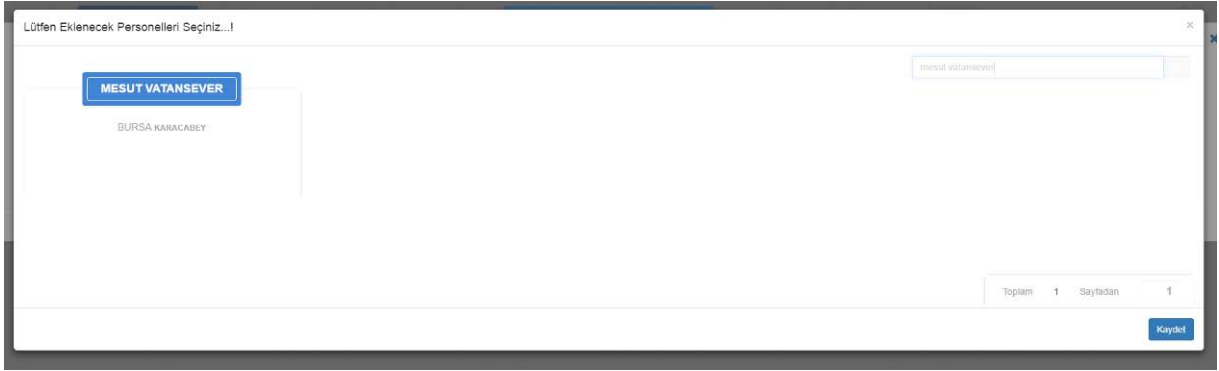 Lütfen Eklenecek Personelleri Seçiniz...!
×
mesut vatansever
MESUT VATANSEVER
BURSA KARACABEY
Toplam 1 Sayfadan 1
Kaydet